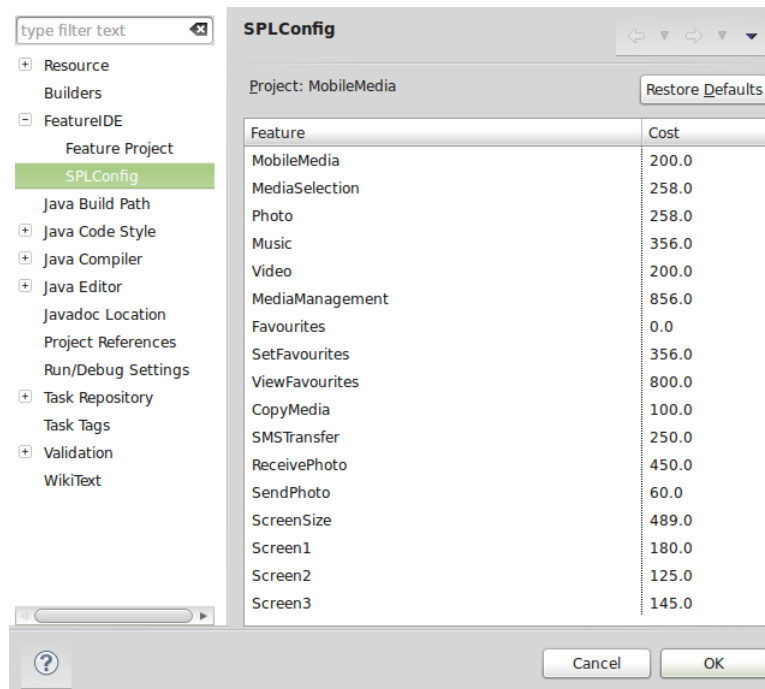 type filter text
Resource
Builders
FeatureIDE
Feature Project
SPLConfig
Java Build Path
Java Code Style
Java Compiler
Java Editor
Javadoc Location
Project References
Run/Debug Settings
Task Repository
Task Tags
Validation
WikiText
SPLConfig
Project: MobileMedia
Restore Defaults
Feature Cost
MobileMedia 200.0
MediaSelection 258.0
Photo 258.0
Music 356.0
Video 200.0
MediaManagement 856.0
Favourites 0.0
SetFavourites 356.0
ViewFavourites 800.0
CopyMedia 100.0
SMSTransfer 250.0
ReceivePhoto 450.0
SendPhoto 60.0
ScreenSize 489.0
Screen1 180.0
Screen2 125.0
Screen3 145.0
?
Cancel
OK